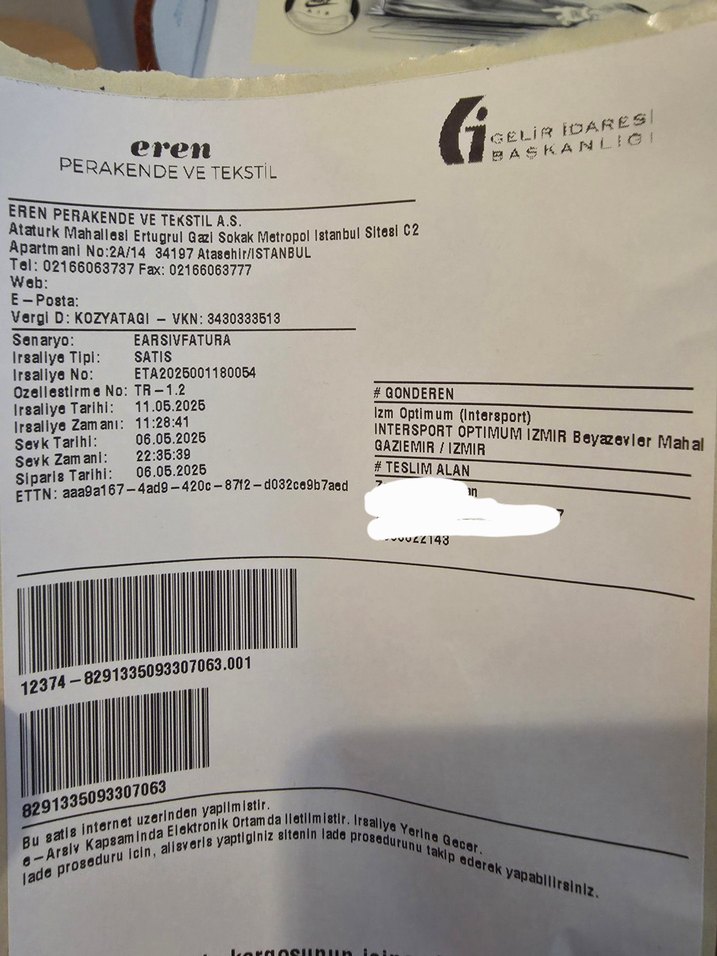 eren
PERAKENDE VE TEKSTİL
GELİR İDARESİ
BAŞKANLIĞI
EREN PERAKENDE VE TEKSTIL A.S.
Ataturk Mahallesi Ertugrul Gazi Sokak Metropol Istanbul Sitesi C2
Apartmani No:2A/14 34197 Atasehir/ISTANBUL
Tel: 02166063737 Fax: 02166063777
Web:
E-Posta:
Vergi D: KOZYATAGI - VKN: 3430333513
Senaryo: EARSIVFATURA
Irsaliye Tipi: SATIS
Irsaliye No: ETA2025001180054
Ozellestirme No: TR-1.2
Irsaliye Tarihi: 11.05.2025
Irsaliye Zamanı: 11:28:41
Sevk Tarihi: 06.05.2025
Sevk Zamanı: 22:35:39
Siparis Tarihi: 06.05.2025
ETTN: aaa9a167-4ad9-420c-87f2-d032ce9b7aed
# GONDEREN
Izm Optimum (Intersport)
INTERSPORT OPTIMUM IZMIR Beyazevler Mahal
GAZIEMIR / IZMIR
# TESLIM ALAN
12374-8291335093307063.001
8291335093307063
Bu satis internet uzerinden yapilmistir.
e-Arsiv Kapsaminda Elektronik Ortamda iletilmistir. Irsaliye Yerine Gecer.
Iade proseduru icin, alisveris yaptiginiz sitenin iade prosedurunu takip ederek yapabilirsiniz.